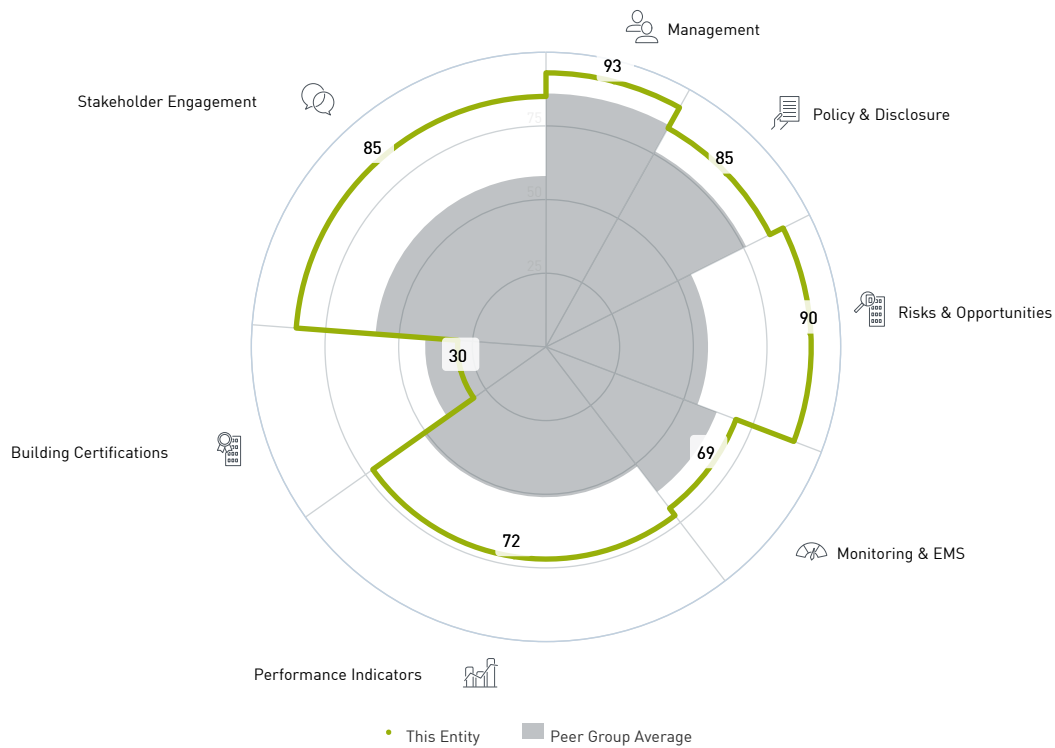 Management
93
Stakeholder Engagement
Policy & Disclosure
75
85
85
50
25
Risks & Opportunities
90
30
Building Certifications
69
72
Monitoring & EMS
Performance Indicators
This Entity
Peer Group Average